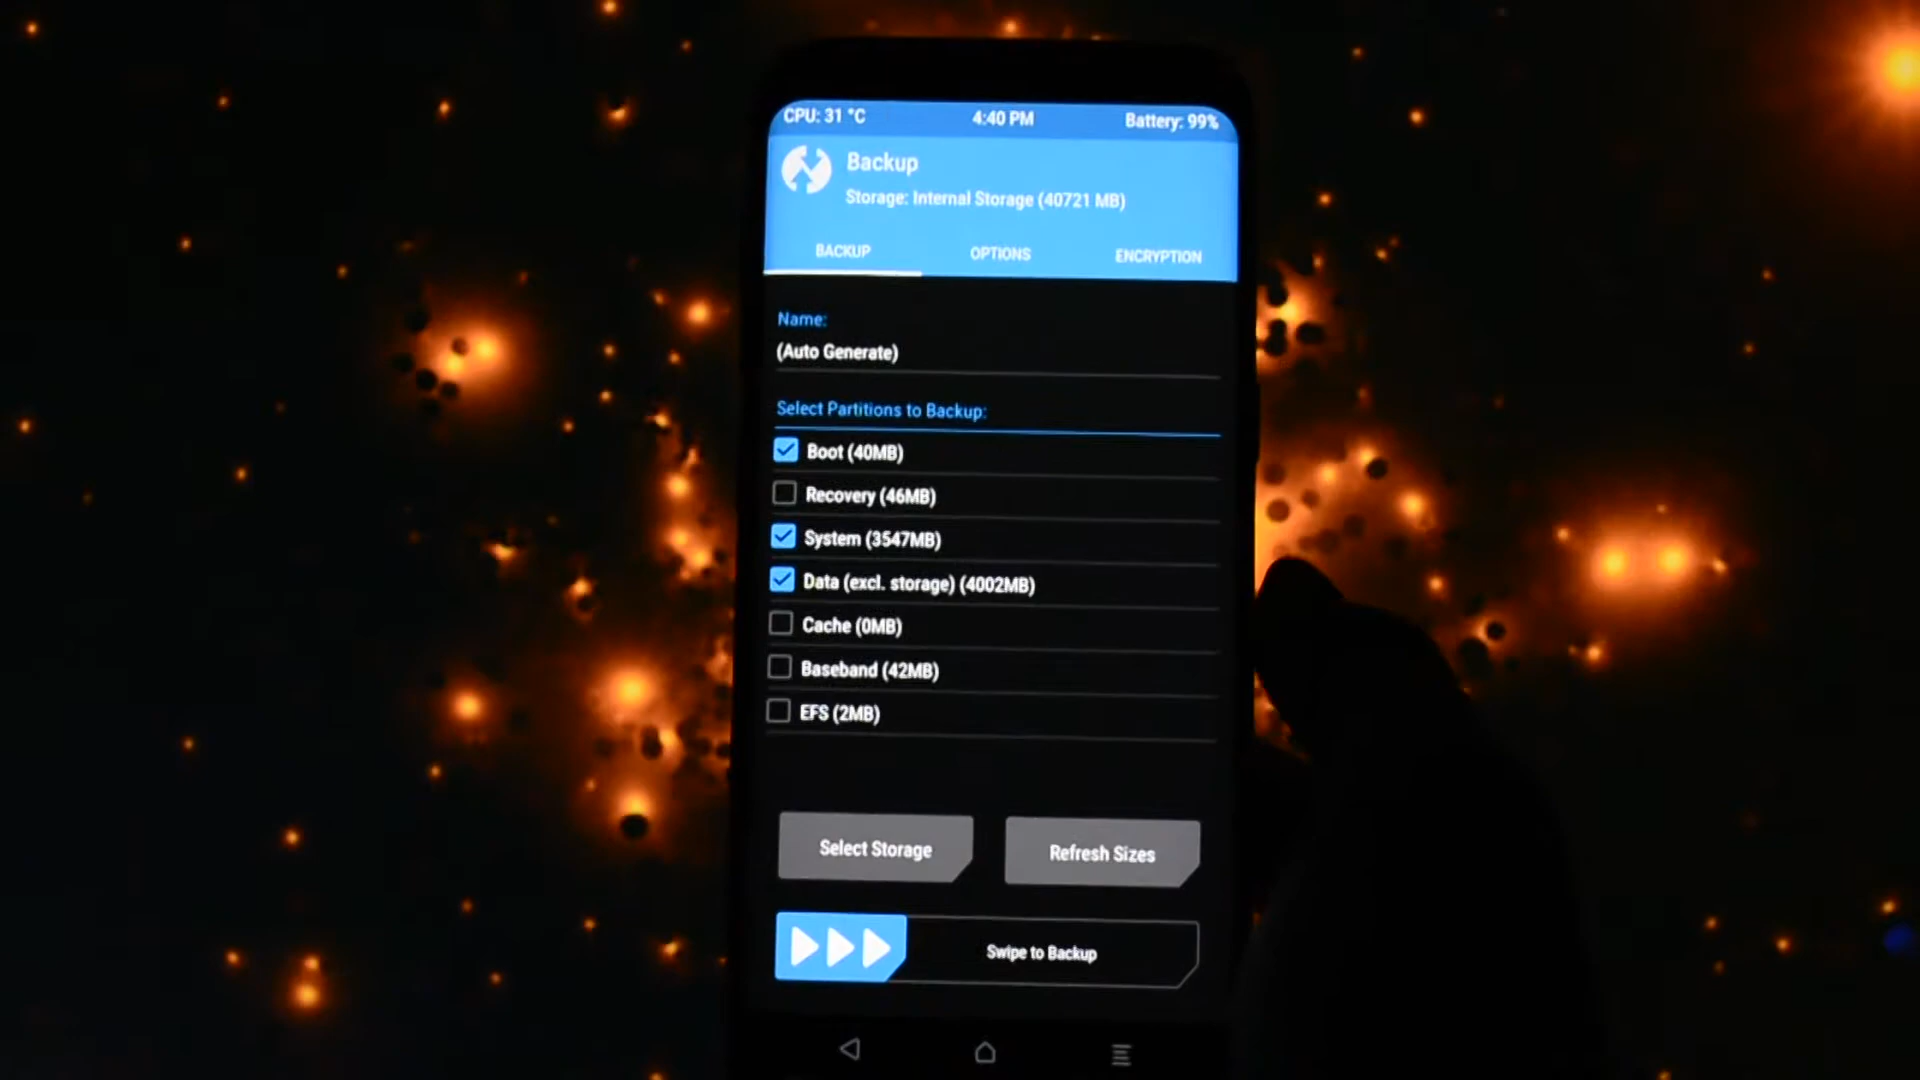 CPU: 31 °C 4:40 PM Battery: 99%
Backup
Storage: Internal Storage (40721 MB)
BACKUP OPTIONS ENCRYPTION
Name:
(Auto Generate)
Select Partitions to Backup:
Boot (40MB)
Recovery (46MB)
System (3547MB)
Data (excl. storage) (4002MB)
Cache (0MB)
Baseband (42MB)
EFS (2MB)
Select Storage Refresh Sizes
Swipe to Backup